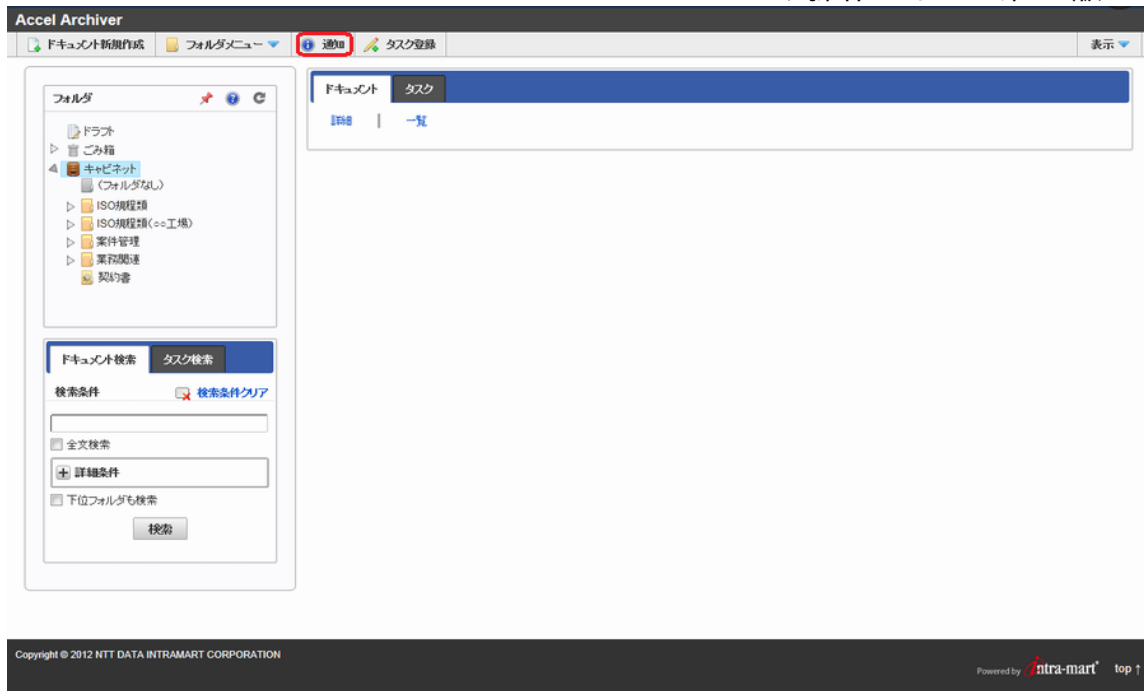 Accel Archiver
ドキュメント新規作成 フォルダメニュー 通知 タスク登録 表示
フォルダ
ドラフト
ごみ箱
キャビネット
(フォルダなし)
ISO規程類
ISO規程類(○○工場)
案件管理
業務関連
契約書
ドキュメント検索 タスク検索
検索条件 検索条件クリア
全文検索
詳細条件
下位フォルダも検索
検索
ドキュメント タスク
詳細 | 一覧
Copyright © 2012 NTT DATA INTRAMART CORPORATION
Powered by intra-mart top ↑